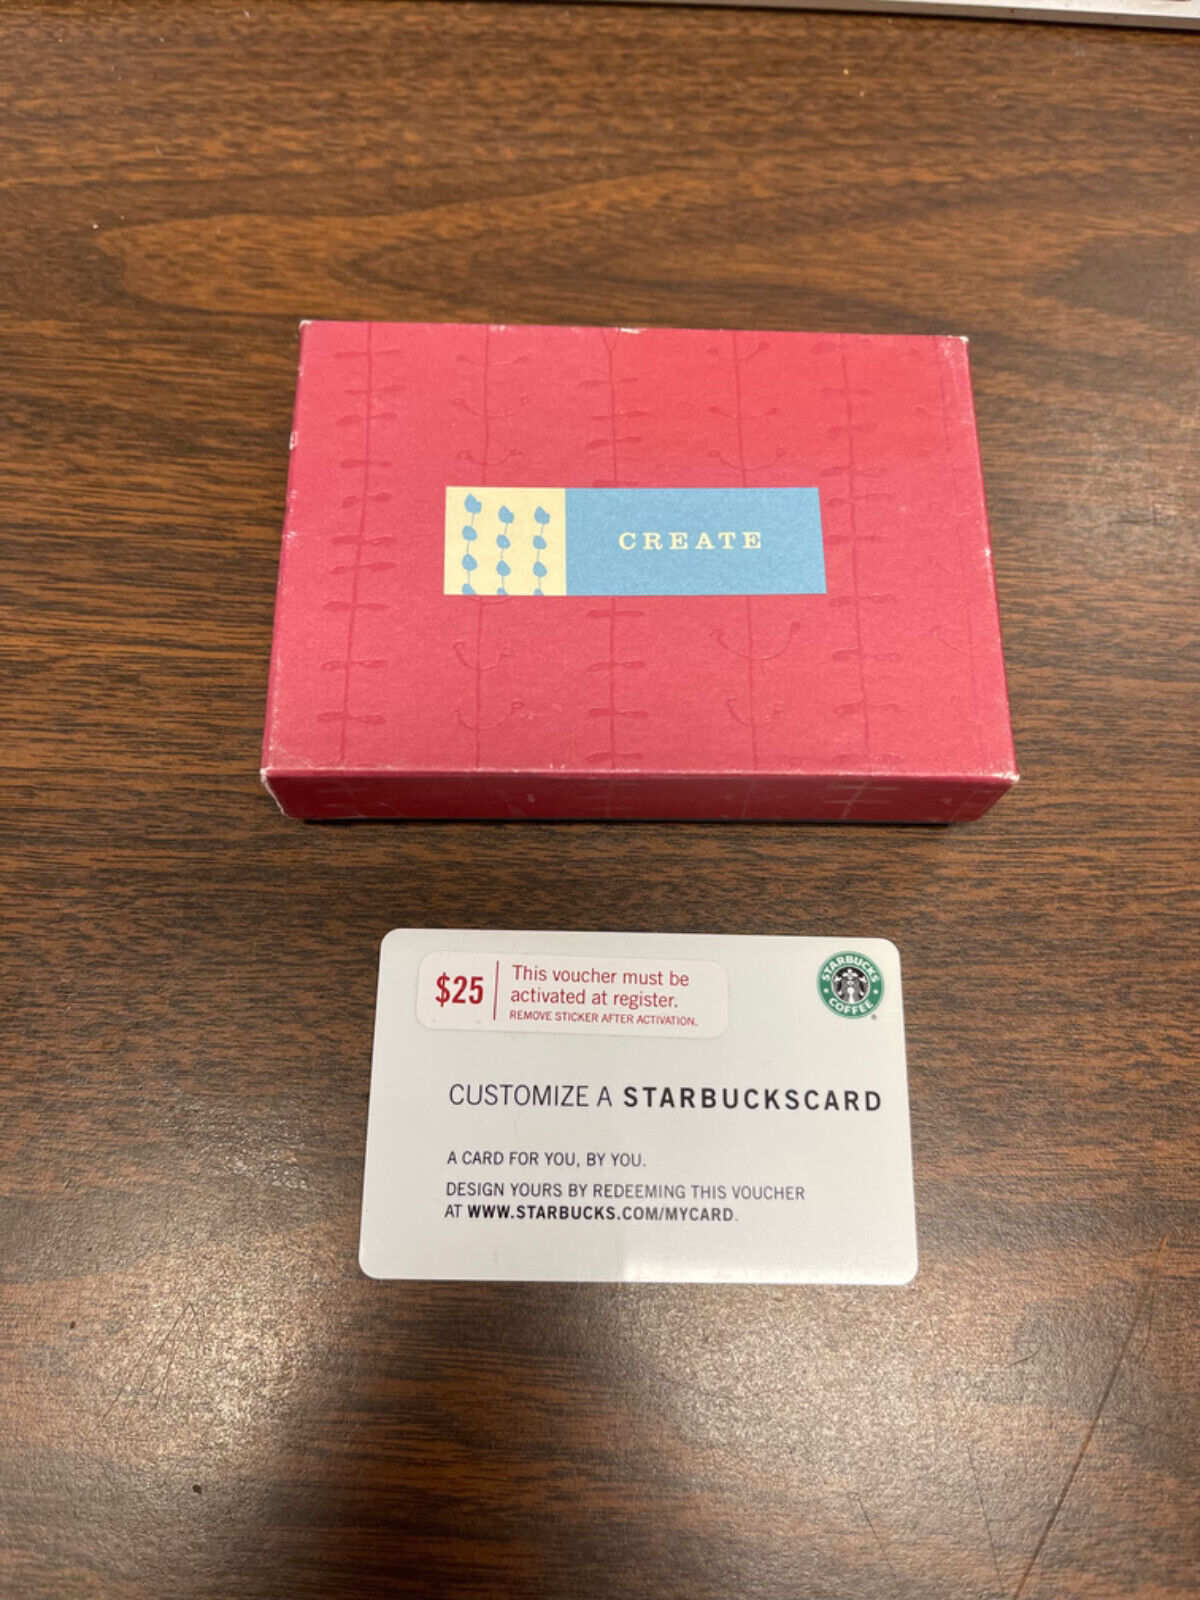 CREATE
$25
This voucher must be
activated at register.
REMOVE STICKER AFTER ACTIVATION.
STARBUCKS
COFFEE
®
CUSTOMIZE A STARBUCKSCARD
A CARD FOR YOU, BY YOU.
DESIGN YOURS BY REDEEMING THIS VOUCHER
AT WWW.STARBUCKS.COM/MYCARD.